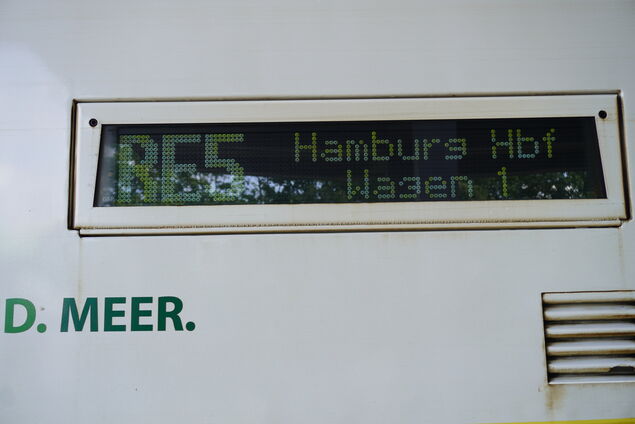 RE5 Hamburg Hbf
Wagen 1
D. MEER.